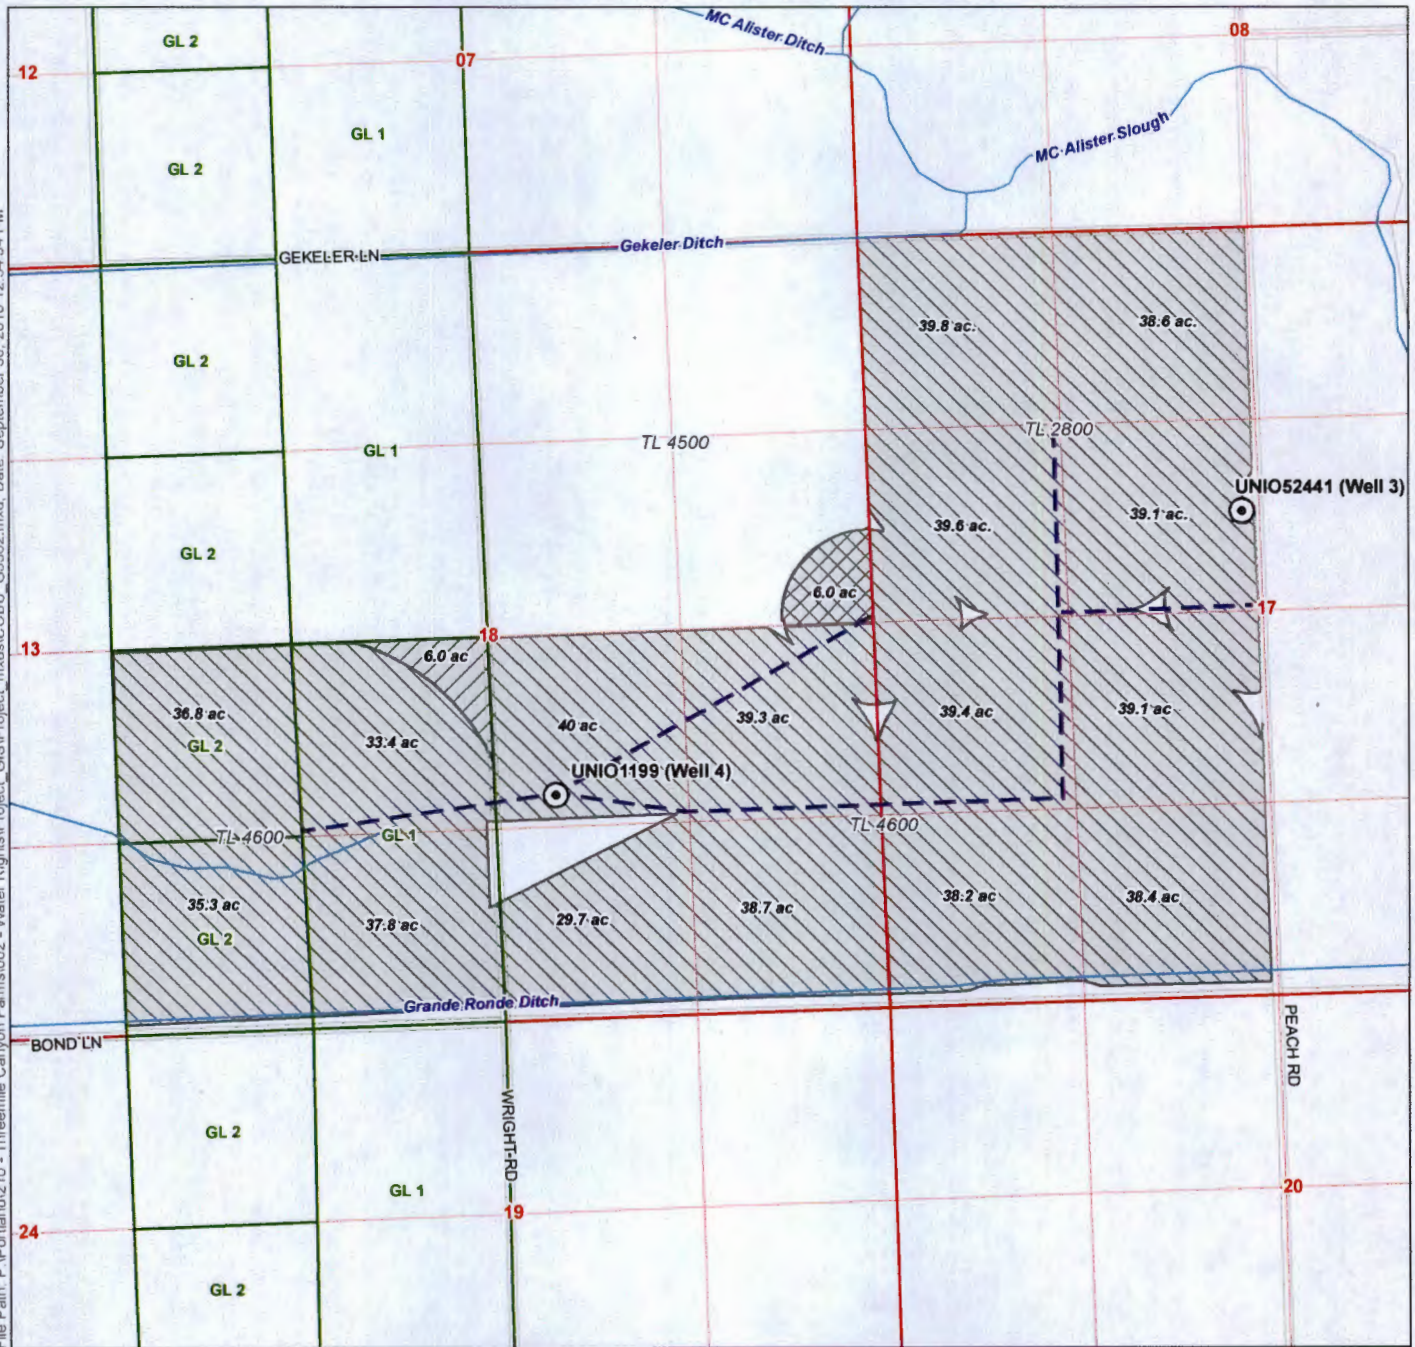 MC Alister Ditch
08
GL 2
07
12
GL 1
GL 2
MC Alister Slough
Gekeler Ditch
GEKELER LN
39.8 ac.
38.6 ac.
GL 2
TL 2800
TL 4500
GL 1
UNIO52441 (Well 3)
39.6 ac.
39.1 ac.
GL 2
6.0 ac
17
18
13
6.0 ac
36.8 ac
33.4 ac
40 ac
39.3 ac
39.4 ac
39.1 ac
GL 2
UNIO1199 (Well 4)
TL 4600
GL 1
TL 4600
35.3 ac
37.8 ac
29.7 ac
38.7 ac
38.2 ac
38.4 ac
GL 2
Grande Ronde Ditch
BOND LN
PEACH RD
WRIGHT RD
GL 2
GL 1
20
19
24
GL 2